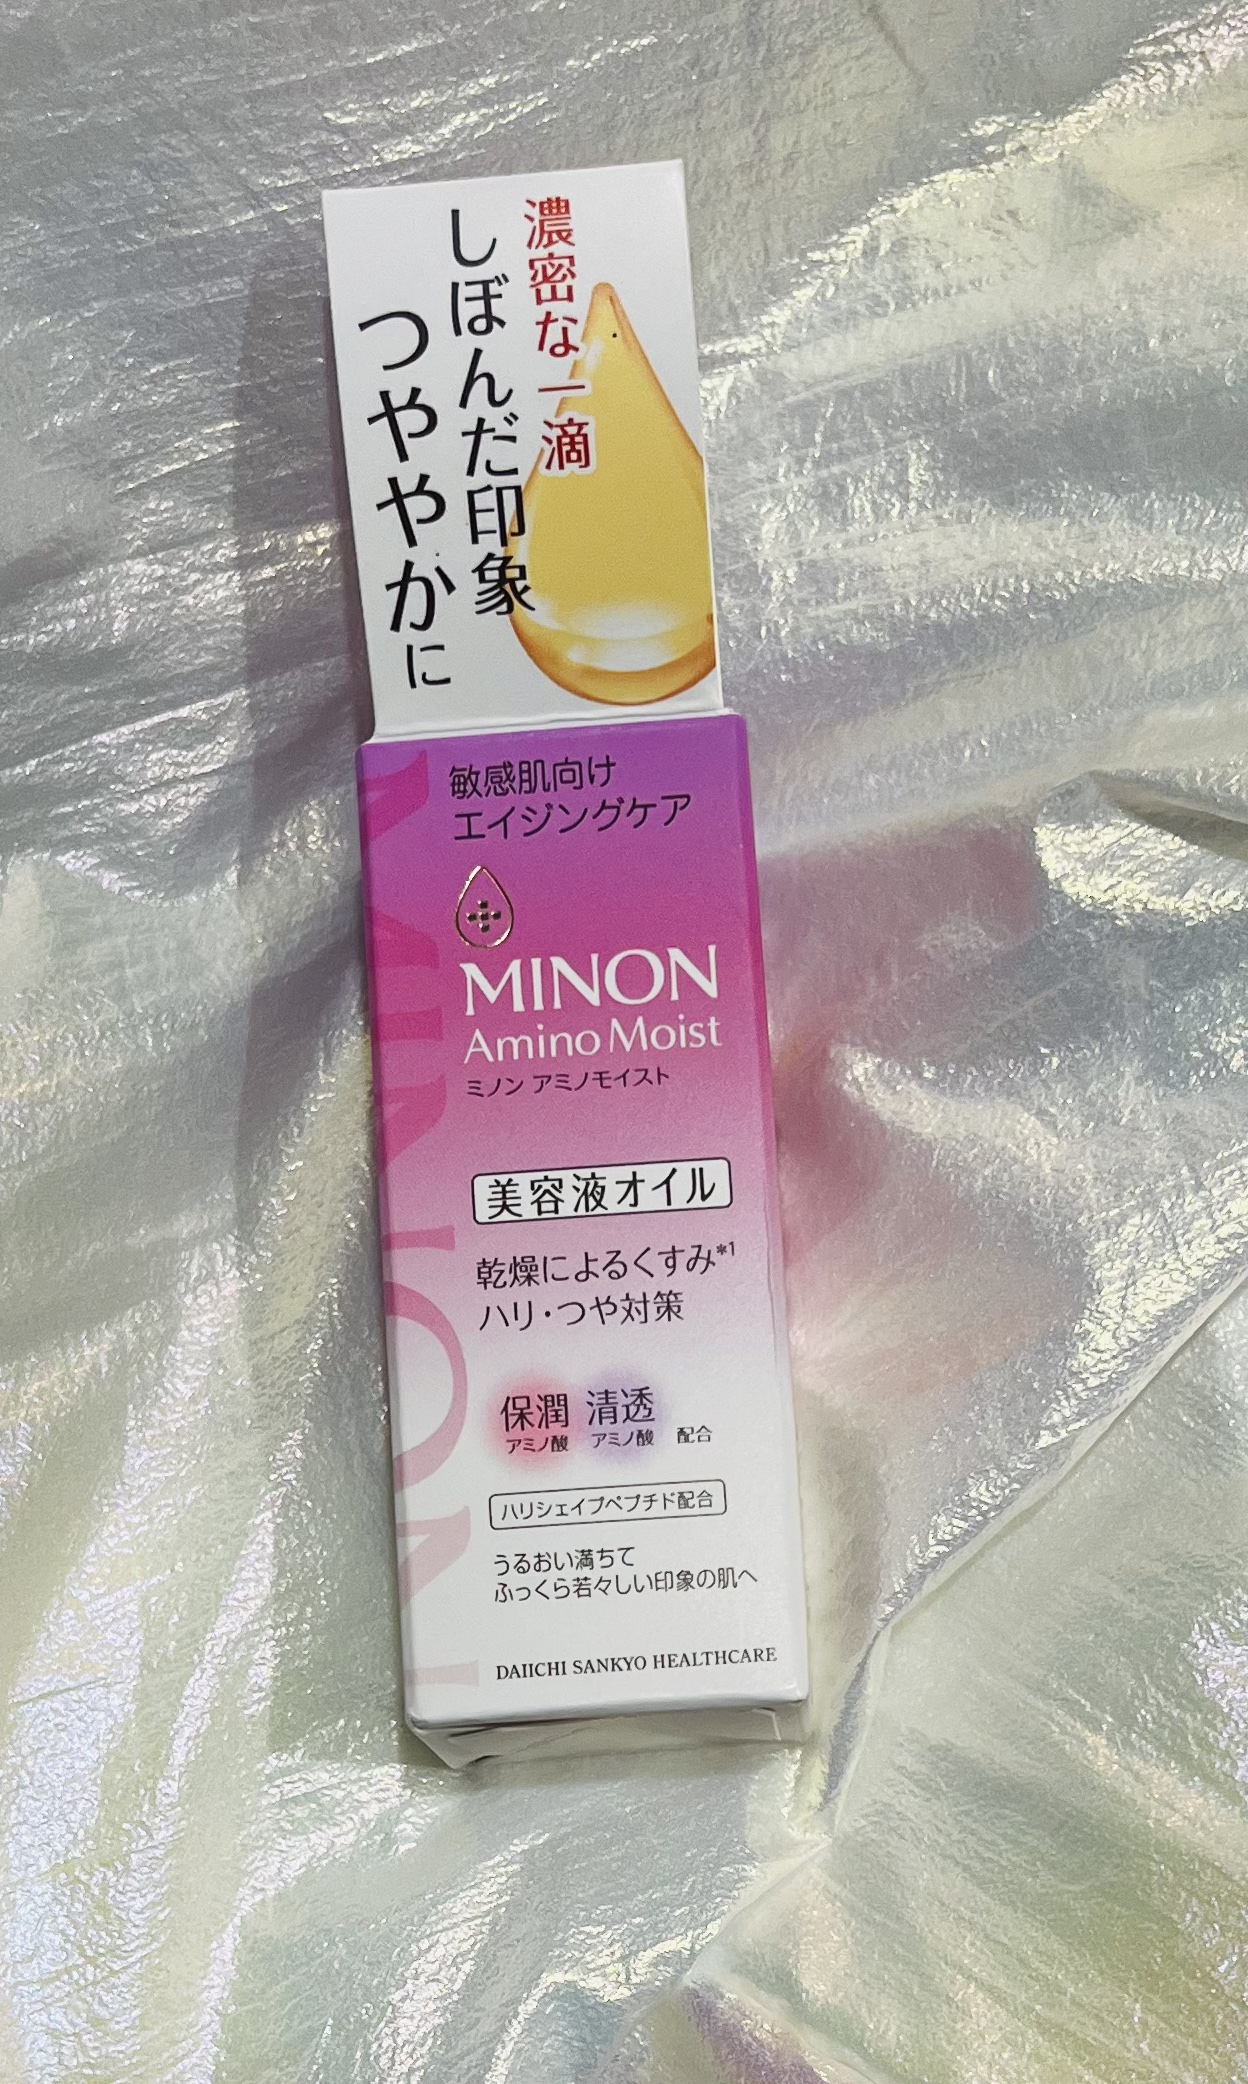 濃密な一滴
しぼんだ印象
つややかに
敏感肌向け
エイジングケア
MINON
Amino Moist
ミノン アミノモイスト
美容液オイル
乾燥によるくすみ*1
ハリ・つや対策
保潤 清透
アミノ酸 アミノ酸 配合
ハリシェイプペプチド配合
うるおい満ちて
ふっくら若々しい印象の肌へ
DAIICHI SANKYO HEALTHCARE
MINON